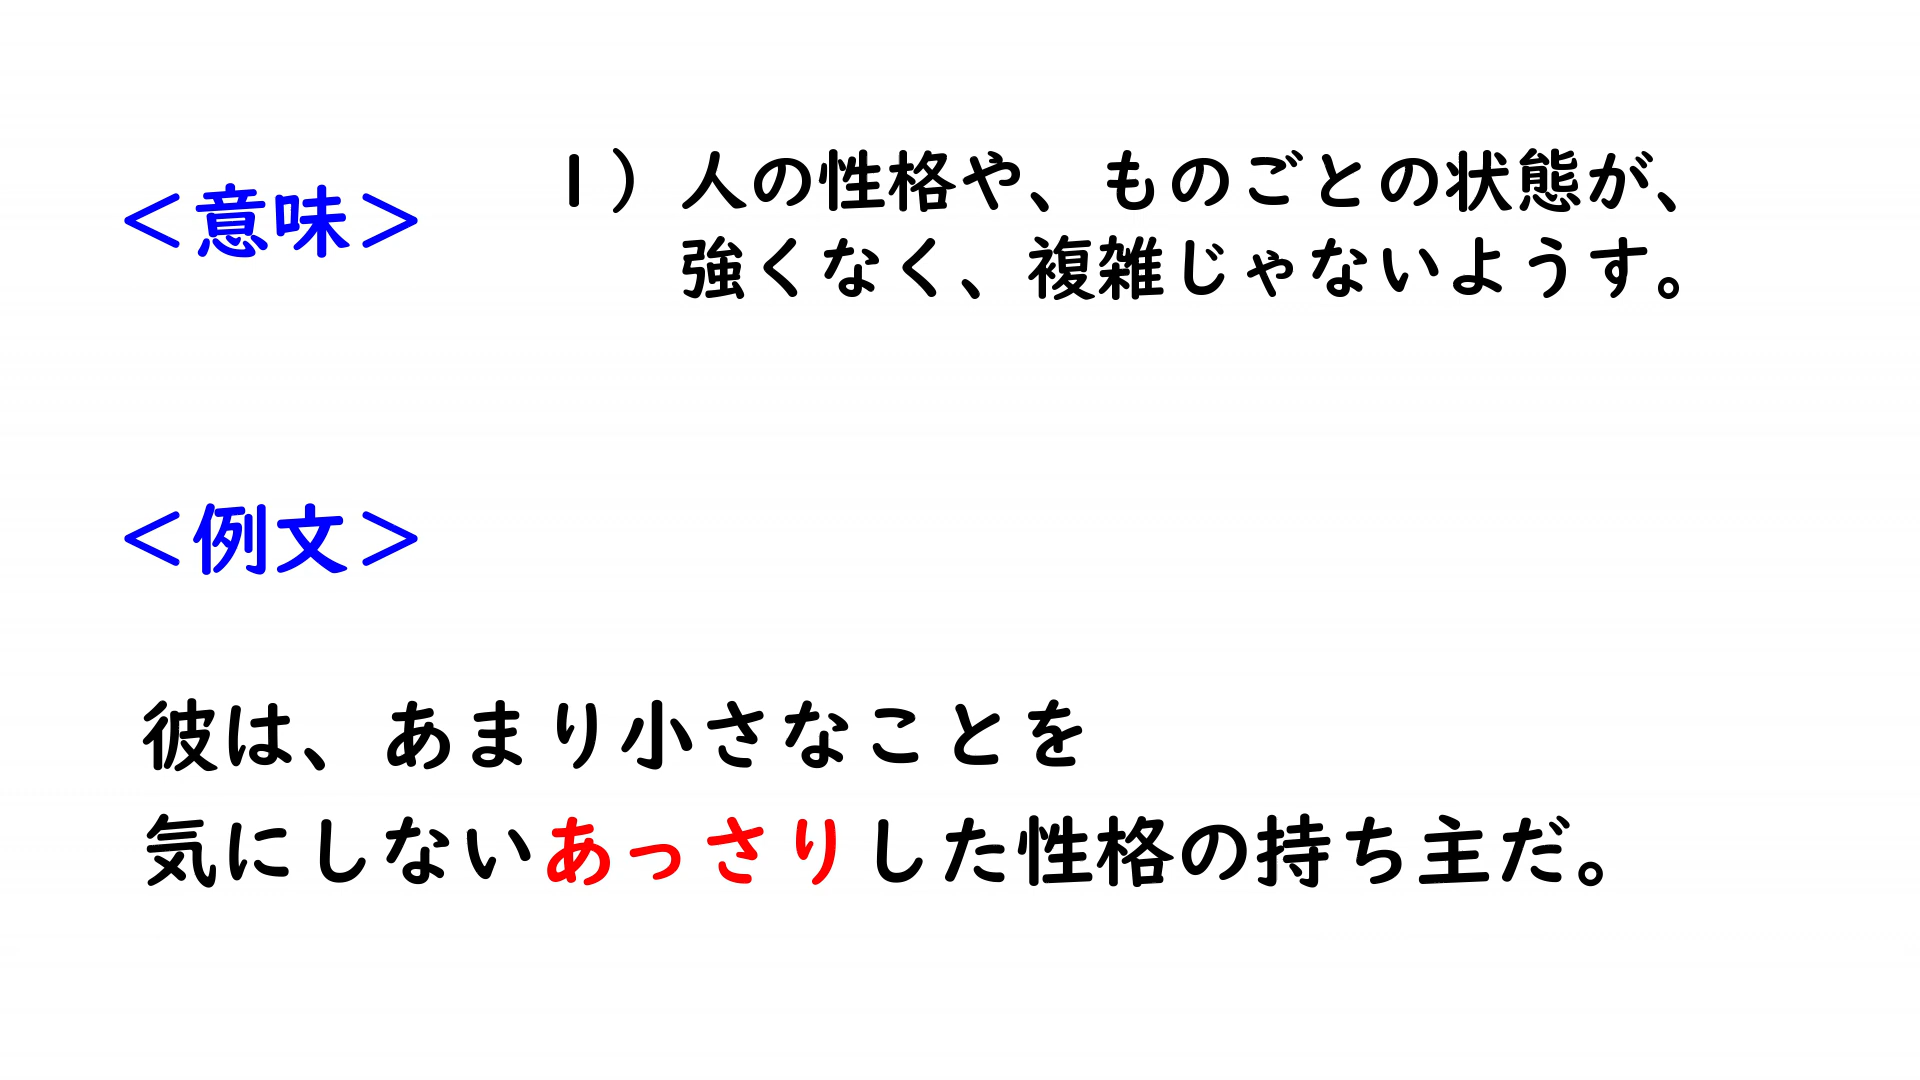 ＜意味＞
1）人の性格や、ものごとの状態が、
強くなく、複雑じゃないようす。
＜例文＞
彼は、あまり小さなことを
気にしないあっさりした性格の持ち主だ。